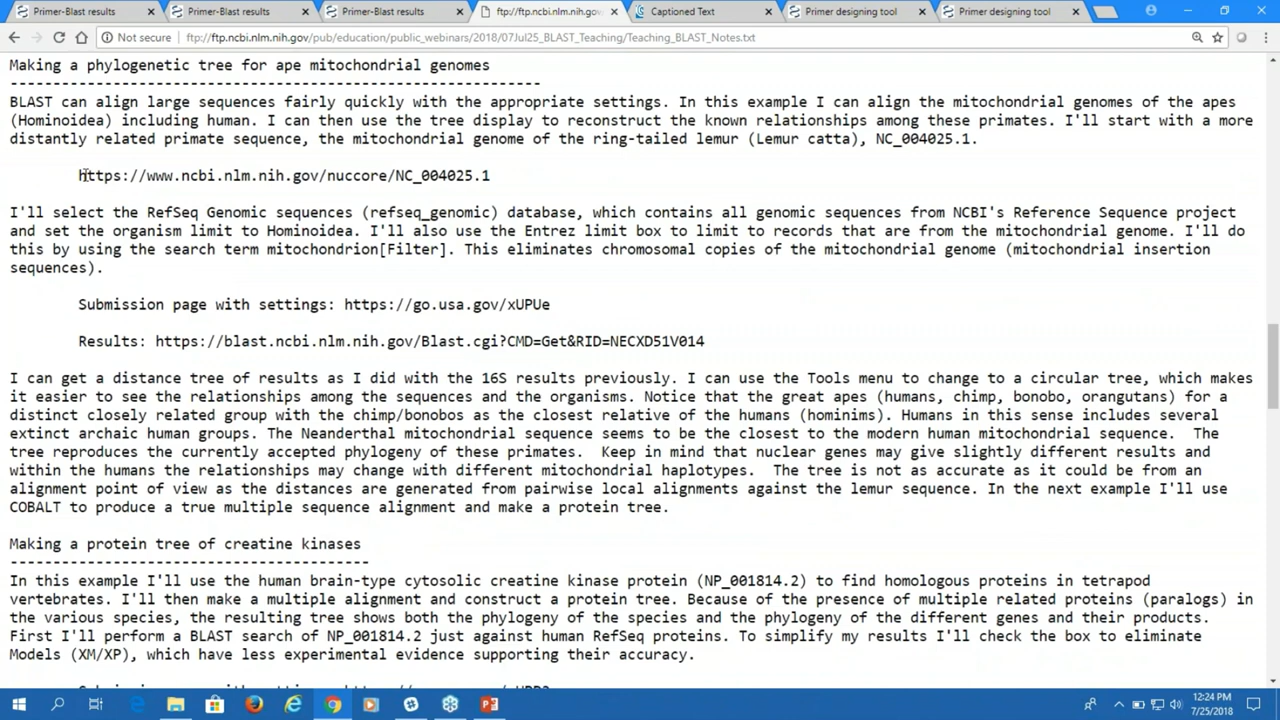 Primer-Blast results
Primer-Blast results
Primer-Blast results
ftp://ftp.ncbi.nlm.nih.gov
Captioned Text
Primer designing tool
Primer designing tool
Not secure ftp://ftp.ncbi.nlm.nih.gov/pub/education/public_webinars/2018/07Jul25_BLAST_Teaching/Teaching_BLAST_Notes.txt
Making a phylogenetic tree for ape mitochondrial genomes
--------------------------------------------------------------
BLAST can align large sequences fairly quickly with the appropriate settings. In this example I can align the mitochondrial genomes of the apes
(Hominoidea) including human. I can then use the tree display to reconstruct the known relationships among these primates. I'll start with a more
distantly related primate sequence, the mitochondrial genome of the ring-tailed lemur (Lemur catta), NC_004025.1.
https://www.ncbi.nlm.nih.gov/nuccore/NC_004025.1
I'll select the RefSeq Genomic sequences (refseq_genomic) database, which contains all genomic sequences from NCBI's Reference Sequence project
and set the organism limit to Hominoidea. I'll also use the Entrez limit box to limit to records that are from the mitochondrial genome. I'll do
this by using the search term mitochondrion[Filter]. This eliminates chromosomal copies of the mitochondrial genome (mitochondrial insertion
sequences).
Submission page with settings: https://go.usa.gov/xUPUe
Results: https://blast.ncbi.nlm.nih.gov/Blast.cgi?CMD=Get&RID=NECXD51V014
I can get a distance tree of results as I did with the 16S results previously. I can use the Tools menu to change to a circular tree, which makes
it easier to see the relationships among the sequences and the organisms. Notice that the great apes (humans, chimp, bonobo, orangutans) for a
distinct closely related group with the chimp/bonobos as the closest relative of the humans (hominims). Humans in this sense includes several
extinct archaic human groups. The Neanderthal mitochondrial sequence seems to be the closest to the modern human mitochondrial sequence.  The
tree reproduces the currently accepted phylogeny of these primates.  Keep in mind that nuclear genes may give slightly different results and
within the humans the relationships may change with different mitochondrial haplotypes.  The tree is not as accurate as it could be from an
alignment point of view as the distances are generated from pairwise local alignments against the lemur sequence. In the next example I'll use
COBALT to produce a true multiple sequence alignment and make a protein tree.
Making a protein tree of creatine kinases
------------------------------------------
In this example I'll use the human brain-type cytosolic creatine kinase protein (NP_001814.2) to find homologous proteins in tetrapod
vertebrates. I'll then make a multiple alignment and construct a protein tree. Because of the presence of multiple related proteins (paralogs) in
the various species, the resulting tree shows both the phylogeny of the species and the phylogeny of the different genes and their products.
First I'll perform a BLAST search of NP_001814.2 just against human RefSeq proteins. To simplify my results I'll check the box to eliminate
Models (XM/XP), which have less experimental evidence supporting their accuracy.
12:24 PM
7/25/2018